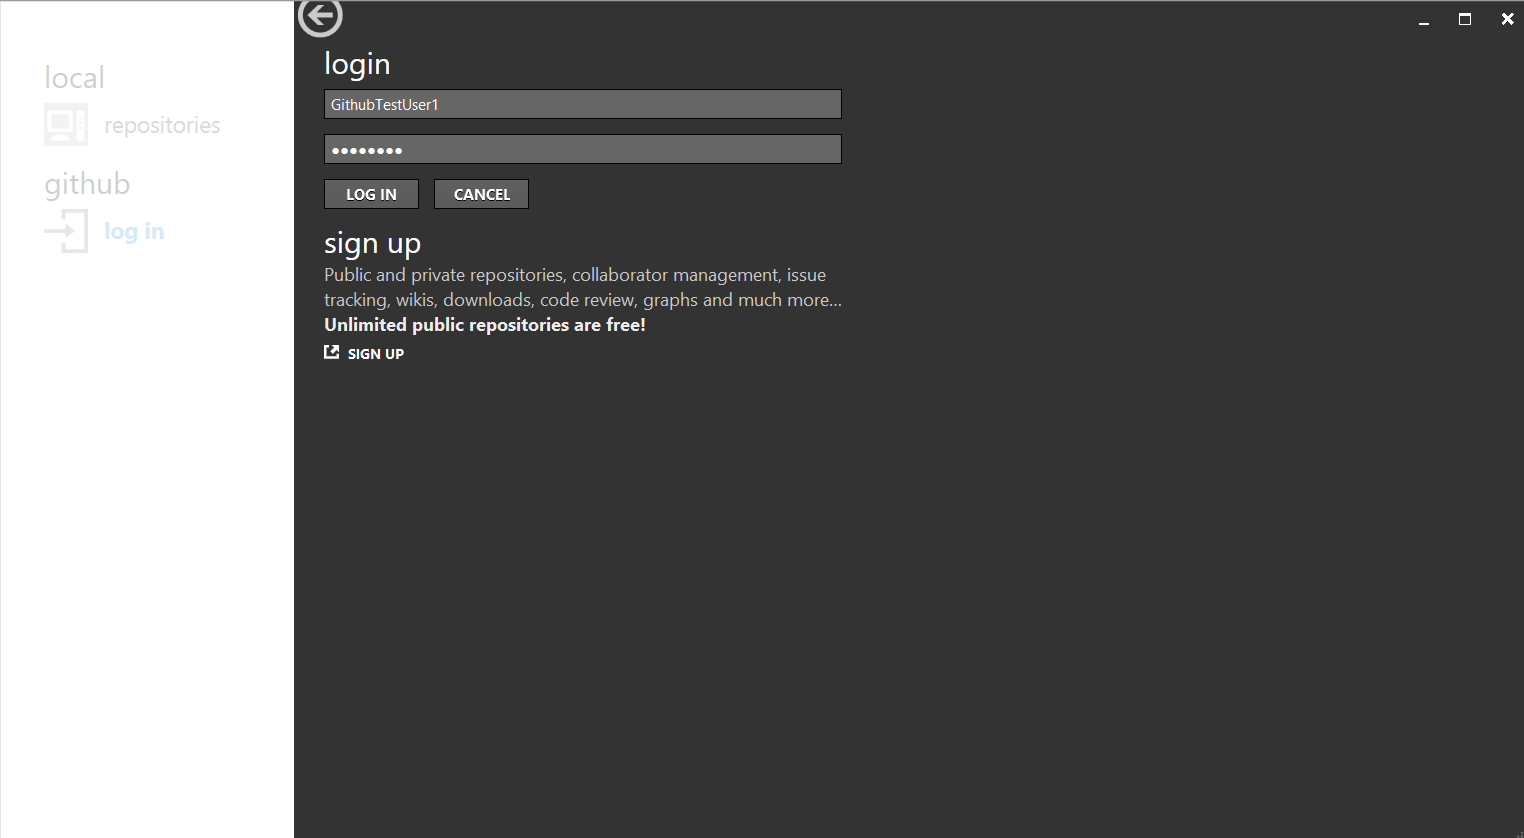 local
repositories
github
log in
login
GithubTestUser1
••••••••
LOG IN
CANCEL
sign up
Public and private repositories, collaborator management, issue
tracking, wikis, downloads, code review, graphs and much more...
Unlimited public repositories are free!
SIGN UP